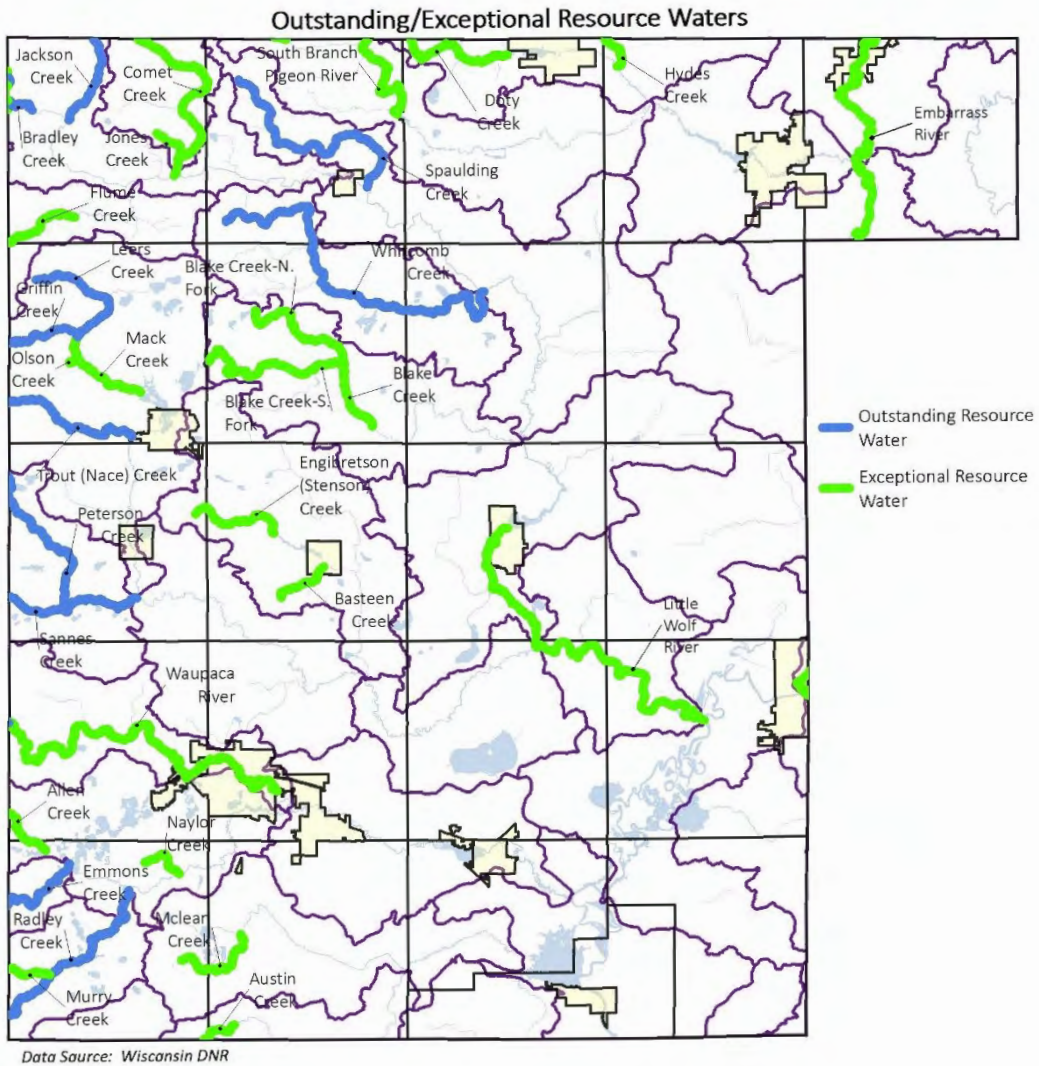 Outstanding/Exceptional Resource Waters
Jackson
Creek
Comet
Creek
South Branch
Pigeon River
Doty
Creek
Hydes
Creek
Embarrass
River
Bradley
Creek
Jones
Creek
Spaulding
Creek
Flume
Creek
Leers
Creek
Blake Creek-N.
Fork
Whitcomb
Creek
Griffin
Creek
Olson
Creek
Mack
Creek
Blake
Creek
Blake Creek-S.
Fork
Outstanding Resource
Water
Exceptional Resource
Water
Trout (Nace) Creek
Engibretson
(Stenson)
Creek
Peterson
Creek
Basteen
Creek
Little
Wolf
River
Sannes
Creek
Waupaca
River
Allen
Creek
Naylor
Creek
Emmons
Creek
Radley
Creek
Mclean
Creek
Murry
Creek
Austin
Creek
Data Source: Wisconsin DNR